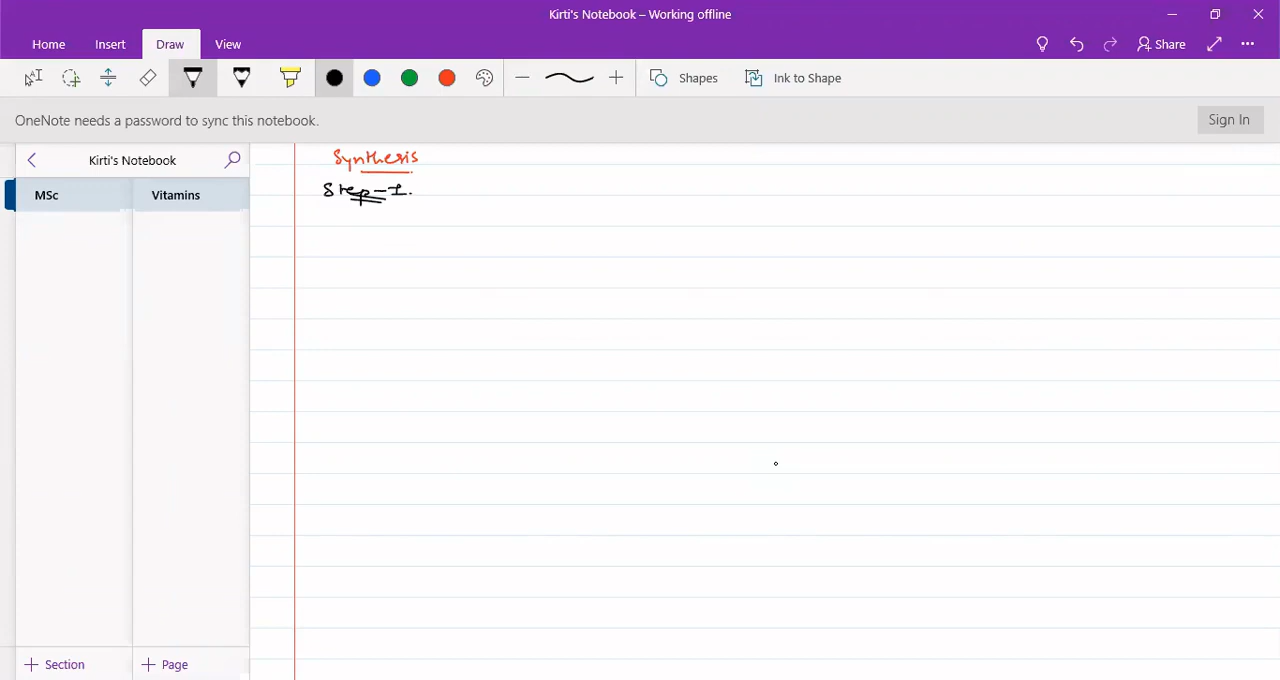 Kirti's Notebook – Working offline
Home Insert Draw View Share
Shapes Ink to Shape
OneNote needs a password to sync this notebook. Sign In
Kirti's Notebook
MSc Vitamins
Synthesis
Step-I.
+ Section + Page